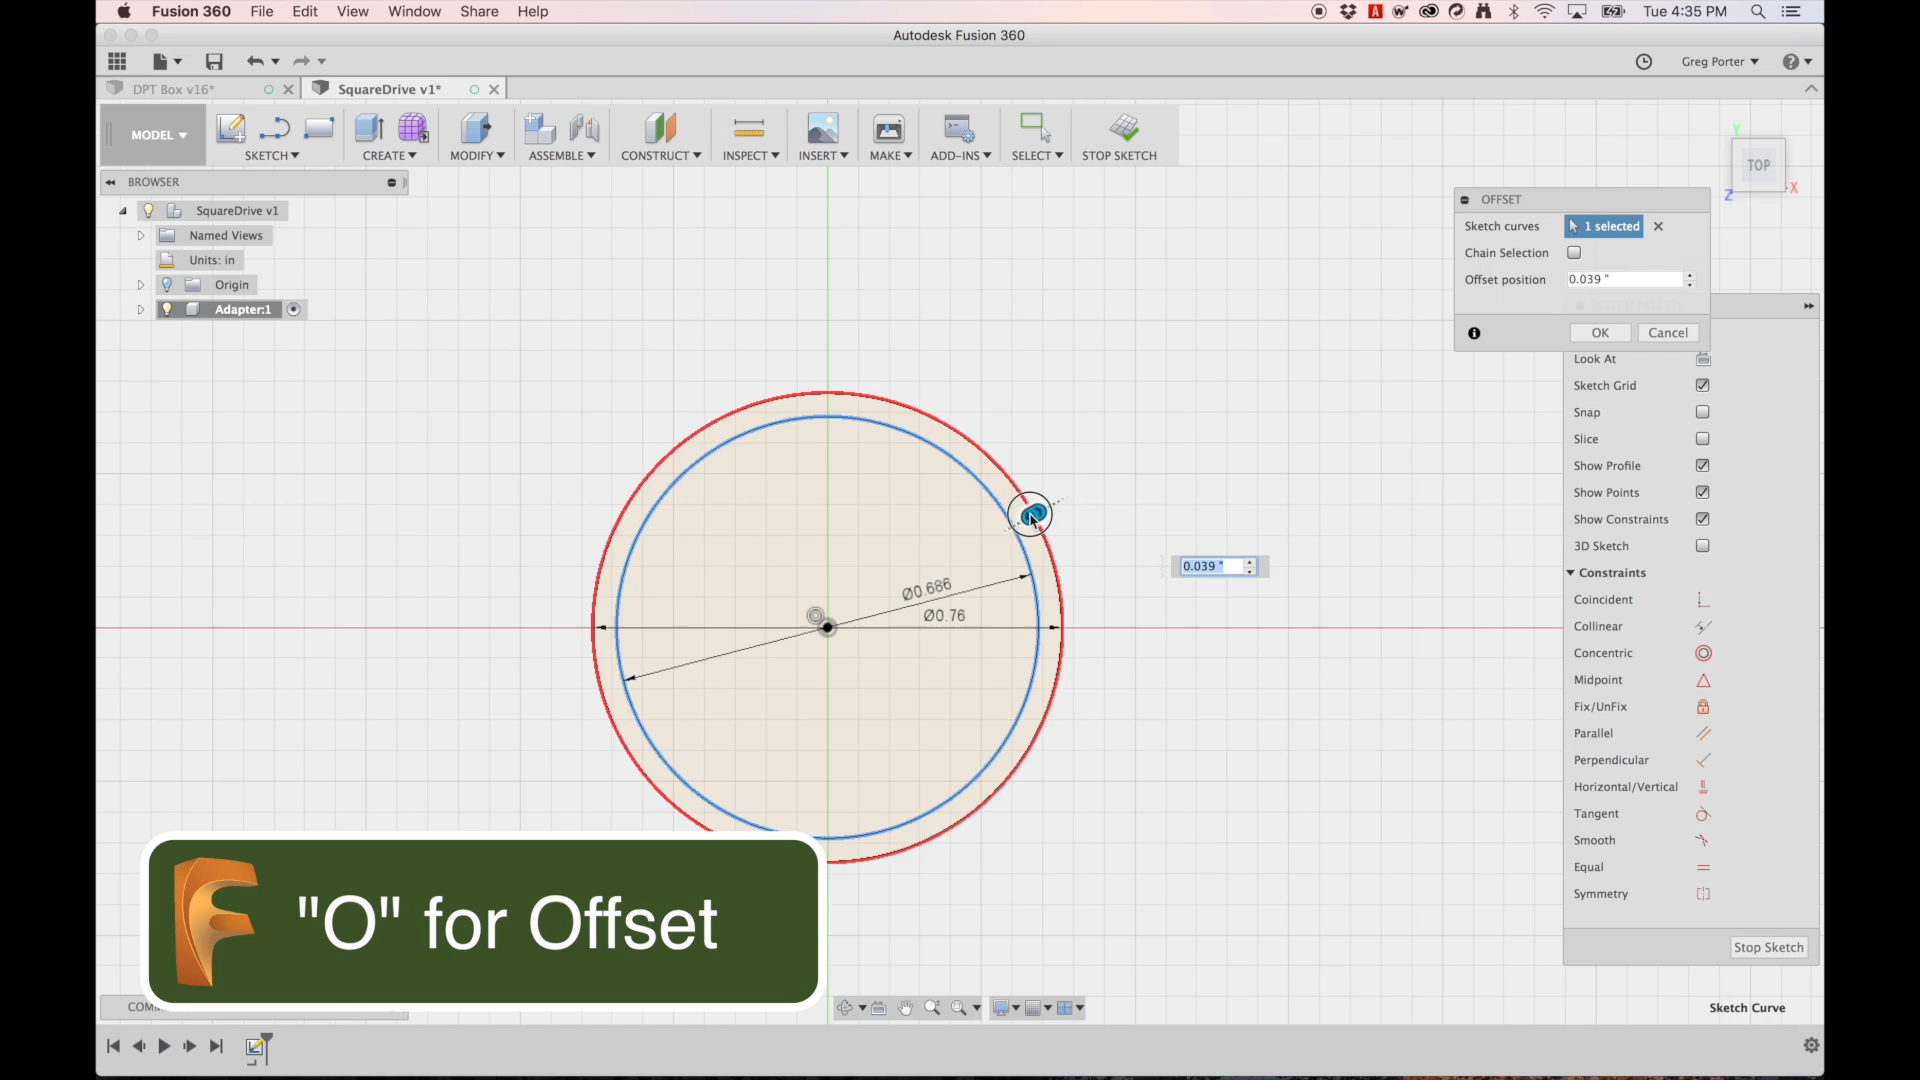 Fusion 360 File Edit View Window Share Help Tue 4:35 PM
Autodesk Fusion 360
Greg Porter
DPT Box v16* SquareDrive v1*
MODEL SKETCH CREATE MODIFY ASSEMBLE CONSTRUCT INSPECT INSERT MAKE ADD-INS SELECT STOP SKETCH
BROWSER
SquareDrive v1
Named Views
Units: in
Origin
Adapter:1
TOP
Y
X
Z
OFFSET
Sketch curves 1 selected
Chain Selection
Offset position 0.039 "
OK Cancel
Look At
Sketch Grid
Snap
Slice
Show Profile
Show Points
Show Constraints
3D Sketch
Constraints
Coincident
Collinear
Concentric
Midpoint
Fix/UnFix
Parallel
Perpendicular
Horizontal/Vertical
Tangent
Smooth
Equal
Symmetry
Stop Sketch
0.039 "
Ø0.686
Ø0.76
"O" for Offset
Sketch Curve